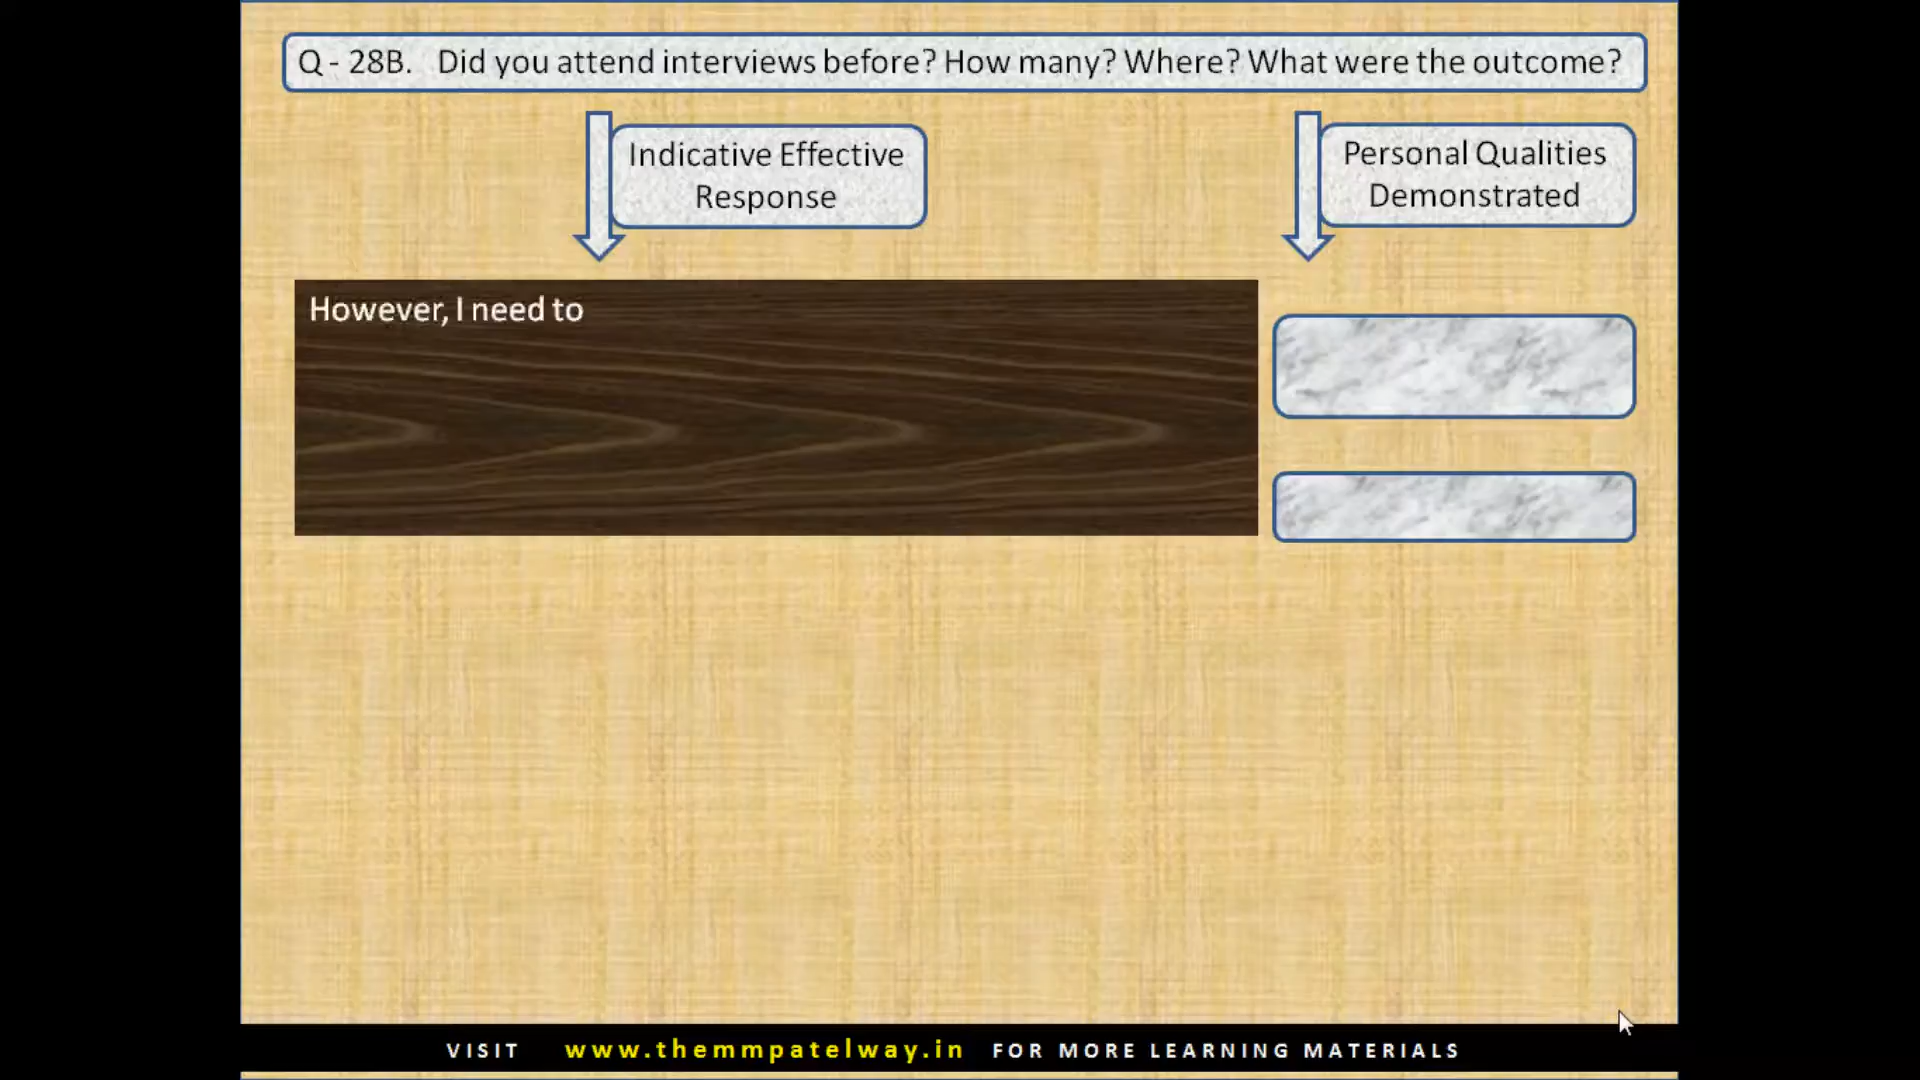 Q - 28B. Did you attend interviews before? How many? Where? What were the outcome?
Indicative Effective
Response
Personal Qualities
Demonstrated
However, I need to
VISIT www.themmpatelway.in FOR MORE LEARNING MATERIALS